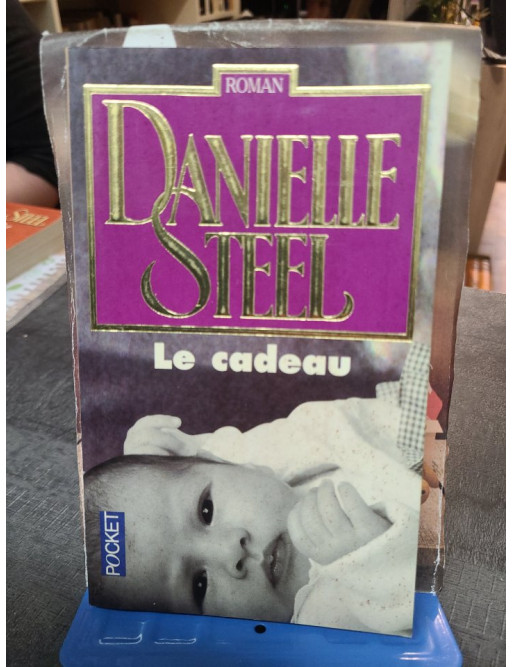 ROMAN
DANIELLE
STEEL
Le cadeau
POCKET